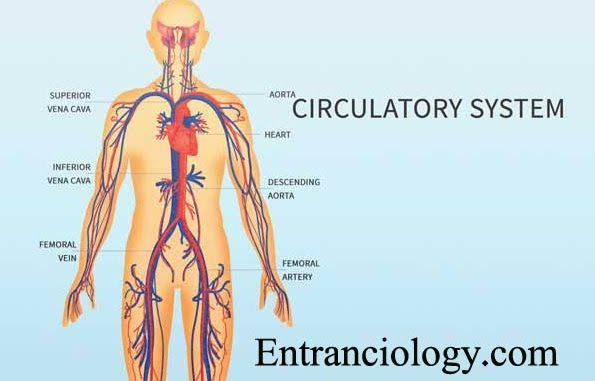 SUPERIOR
VENA CAVA
AORTA
CIRCULATORY SYSTEM
HEART
INFERIOR
VENA CAVA
DESCENDING
AORTA
FEMORAL
VEIN
FEMORAL
ARTERY
Entranciology.com